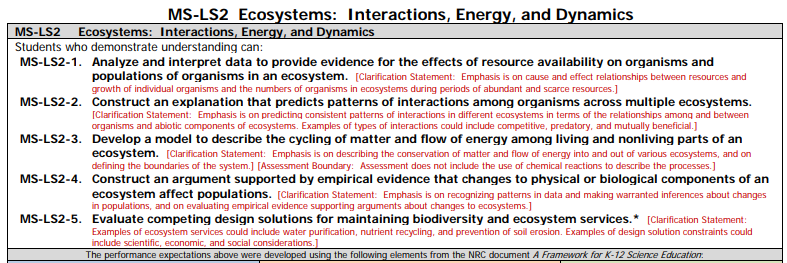 MS-LS2 Ecosystems: Interactions, Energy, and Dynamics
MS-LS2 Ecosystems: Interactions, Energy, and Dynamics
Students who demonstrate understanding can:
MS-LS2-1. Analyze and interpret data to provide evidence for the effects of resource availability on organisms and
populations of organisms in an ecosystem. [Clarification Statement: Emphasis is on cause and effect relationships between resources and
growth of individual organisms and the numbers of organisms in ecosystems during periods of abundant and scarce resources.]
MS-LS2-2. Construct an explanation that predicts patterns of interactions among organisms across multiple ecosystems.
[Clarification Statement: Emphasis is on predicting consistent patterns of interactions in different ecosystems in terms of the relationships among and between
organisms and abiotic components of ecosystems. Examples of types of interactions could include competitive, predatory, and mutually beneficial.]
MS-LS2-3. Develop a model to describe the cycling of matter and flow of energy among living and nonliving parts of an
ecosystem. [Clarification Statement: Emphasis is on describing the conservation of matter and flow of energy into and out of various ecosystems, and on
defining the boundaries of the system.] [Assessment Boundary: Assessment does not include the use of chemical reactions to describe the processes.]
MS-LS2-4. Construct an argument supported by empirical evidence that changes to physical or biological components of an
ecosystem affect populations. [Clarification Statement: Emphasis is on recognizing patterns in data and making warranted inferences about changes
in populations, and on evaluating empirical evidence supporting arguments about changes to ecosystems.]
MS-LS2-5. Evaluate competing design solutions for maintaining biodiversity and ecosystem services.* [Clarification Statement:
Examples of ecosystem services could include water purification, nutrient recycling, and prevention of soil erosion. Examples of design solution constraints could
include scientific, economic, and social considerations.]
The performance expectations above were developed using the following elements from the NRC document A Framework for K-12 Science Education: